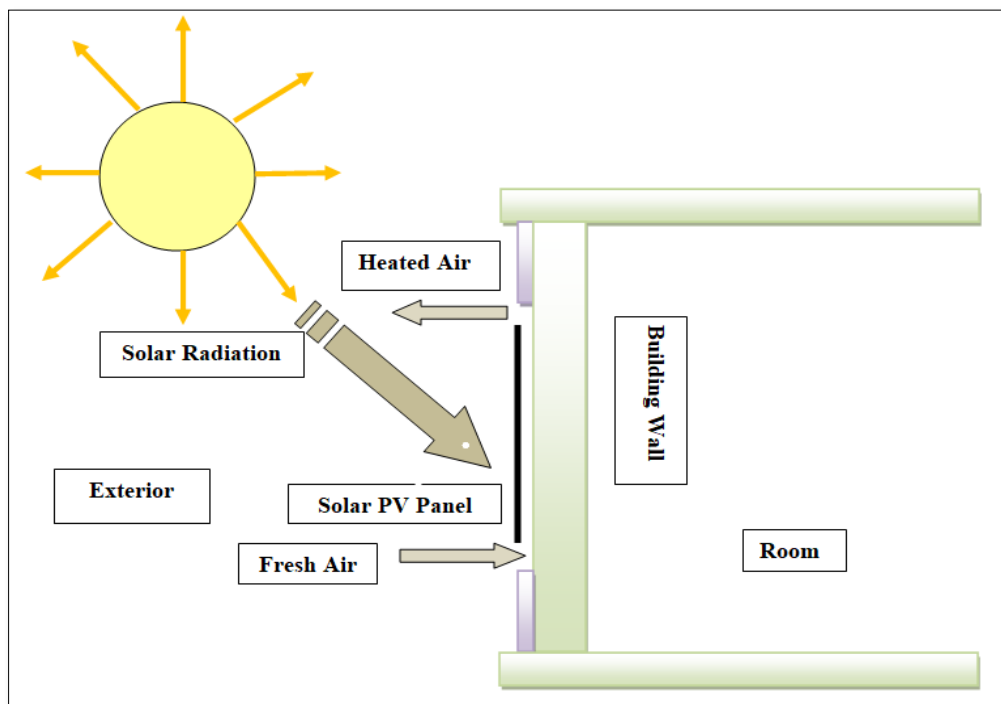 Heated Air
Solar Radiation
Building Wall
Exterior
Solar PV Panel
Fresh Air
Room